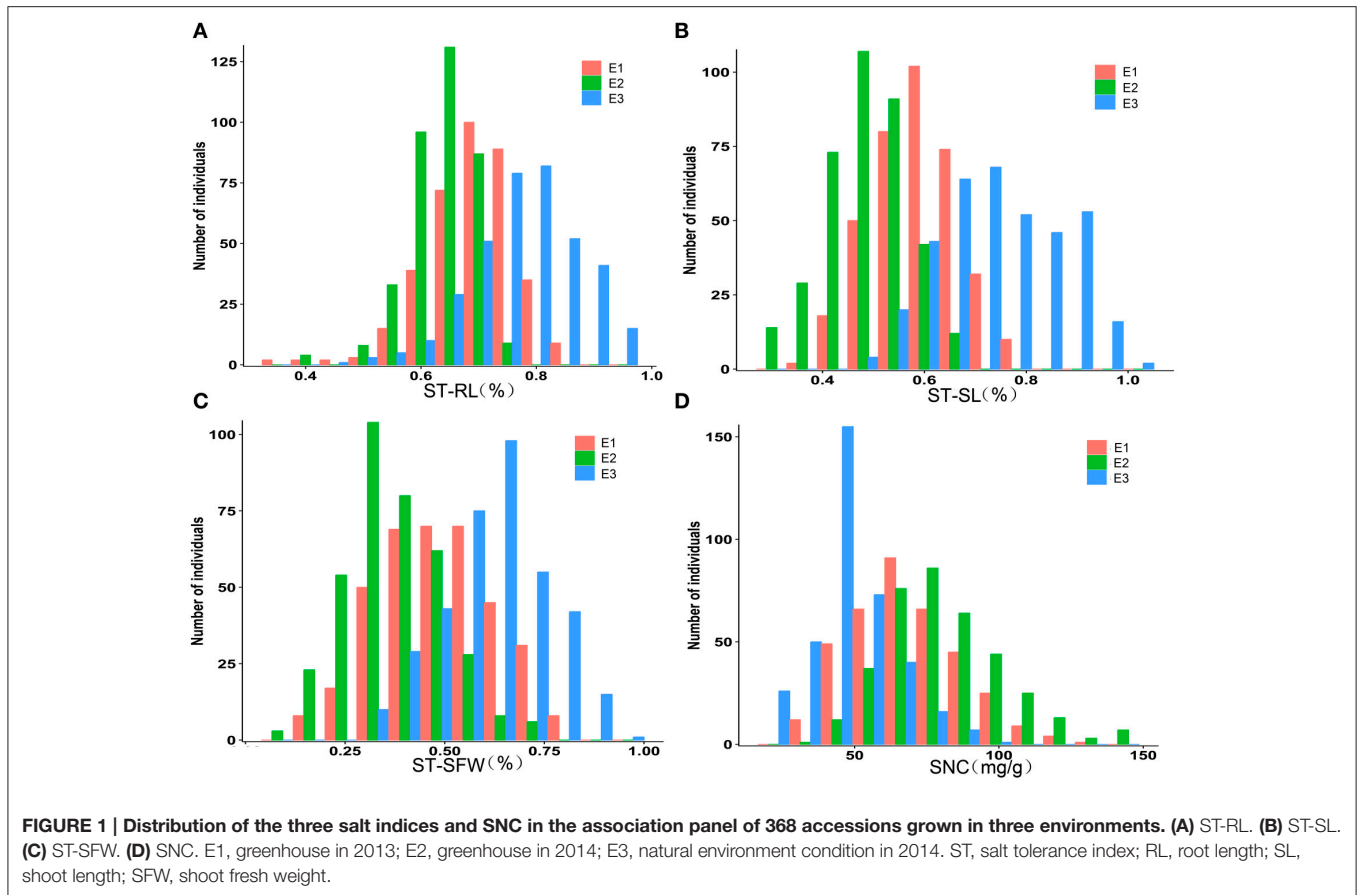 A
Number of individuals
125
100
75
50
25
0
0.4
0.6
0.8
1.0
ST-RL(%)
E1
E2
E3
B
Number of individuals
100
75
50
25
0
0.4
0.6
0.8
1.0
ST-SL(%)
E1
E2
E3
C
Number of individuals
100
75
50
25
0
0.25
0.50
0.75
1.00
ST-SFW(%)
E1
E2
E3
D
Number of individuals
150
100
50
0
50
100
150
SNC(mg/g)
E1
E2
E3
FIGURE 1 | Distribution of the three salt indices and SNC in the association panel of 368 accessions grown in three environments. (A) ST-RL. (B) ST-SL.
(C) ST-SFW. (D) SNC. E1, greenhouse in 2013; E2, greenhouse in 2014; E3, natural environment condition in 2014. ST, salt tolerance index; RL, root length; SL,
shoot length; SFW, shoot fresh weight.